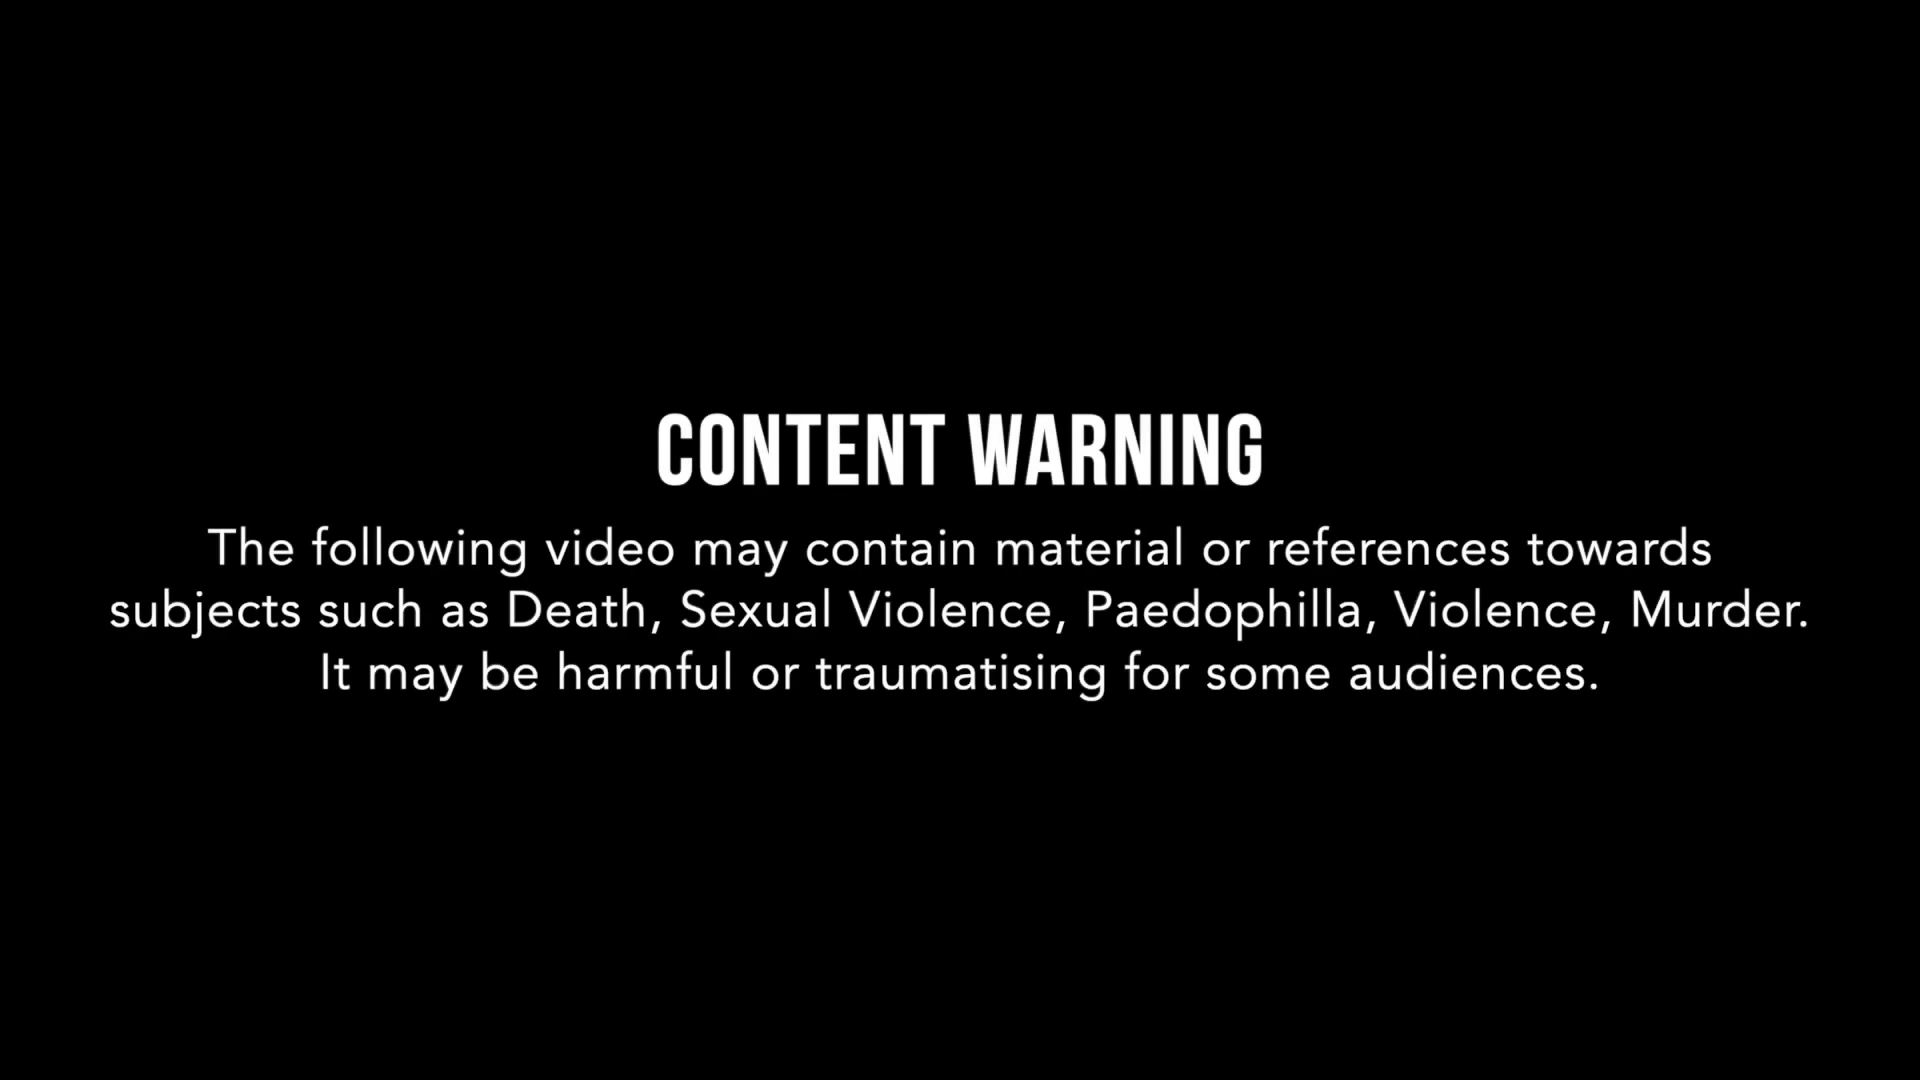 CONTENT WARNING
The following video may contain material or references towards
subjects such as Death, Sexual Violence, Paedophilla, Violence, Murder.
It may be harmful or traumatising for some audiences.